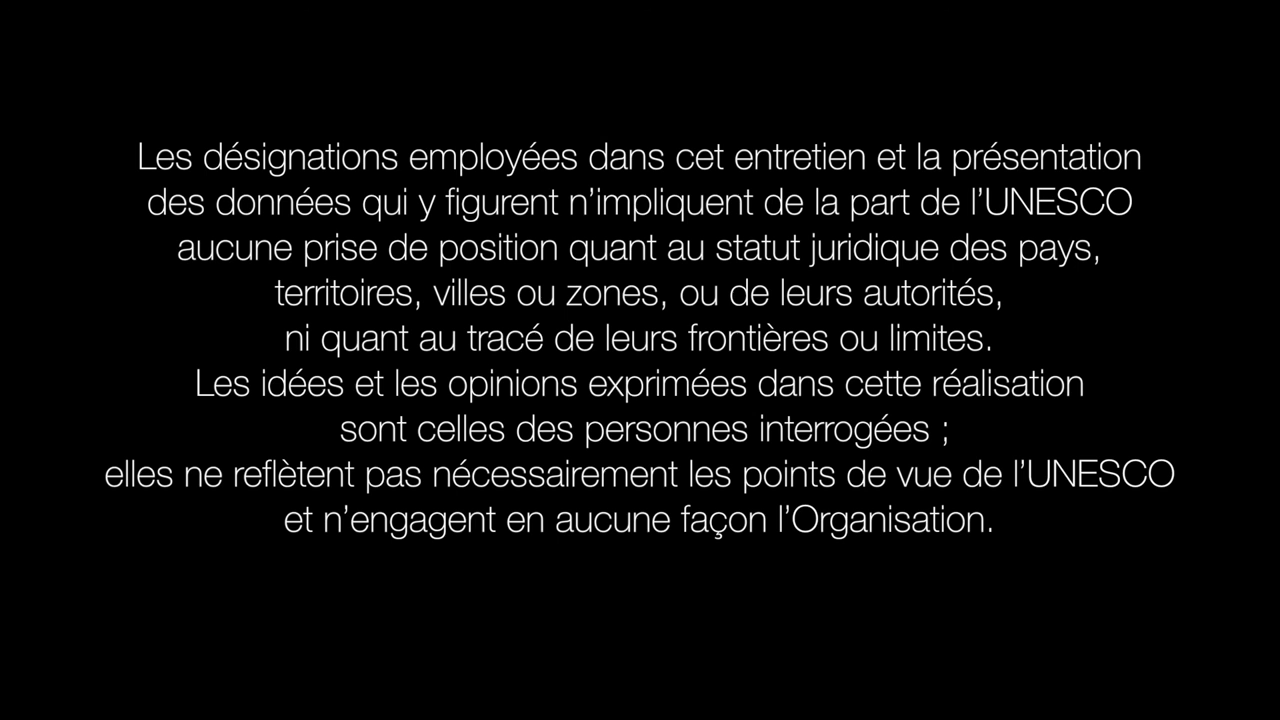 Les désignations employées dans cet entretien et la présentation
des données qui y figurent n’impliquent de la part de l’UNESCO
aucune prise de position quant au statut juridique des pays,
territoires, villes ou zones, ou de leurs autorités,
ni quant au tracé de leurs frontières ou limites.
Les idées et les opinions exprimées dans cette réalisation
sont celles des personnes interrogées ;
elles ne reflètent pas nécessairement les points de vue de l’UNESCO
et n’engagent en aucune façon l’Organisation.